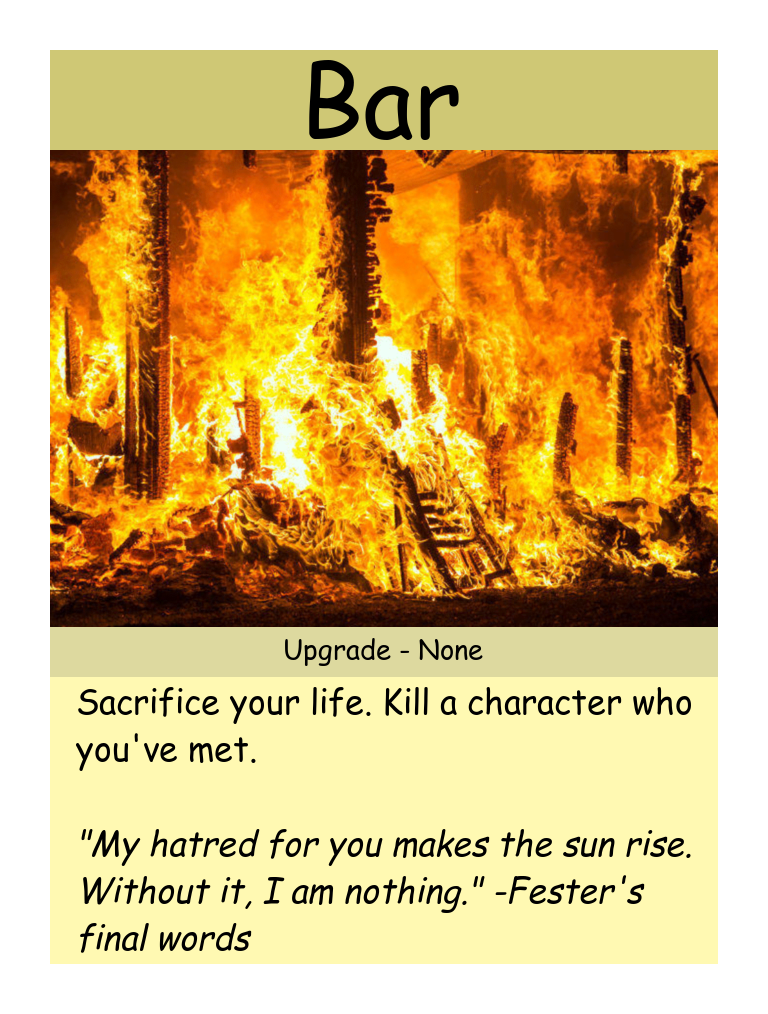 Bar
Upgrade - None
Sacrifice your life. Kill a character who
you've met.
"My hatred for you makes the sun rise.
Without it, I am nothing." -Fester's
final words